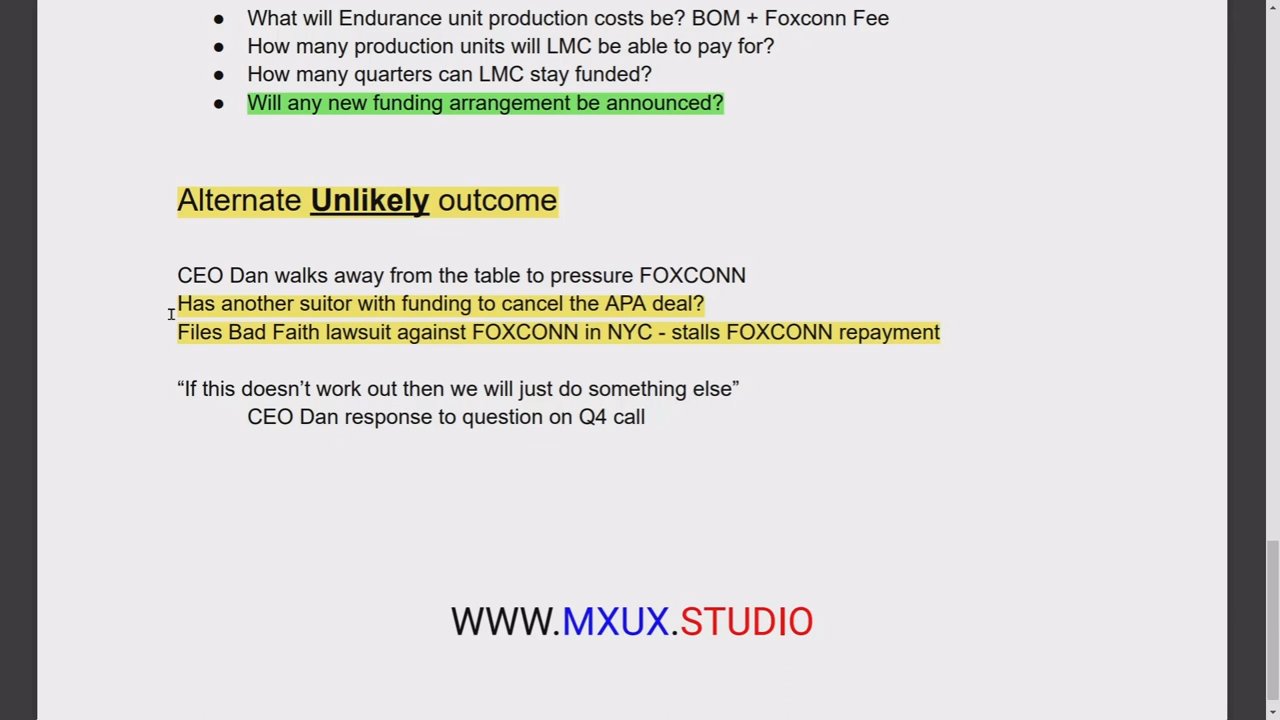 ● What will Endurance unit production costs be? BOM + Foxconn Fee
● How many production units will LMC be able to pay for?
● How many quarters can LMC stay funded?
● Will any new funding arrangement be announced?
Alternate Unlikely outcome
CEO Dan walks away from the table to pressure FOXCONN
Has another suitor with funding to cancel the APA deal?
Files Bad Faith lawsuit against FOXCONN in NYC - stalls FOXCONN repayment
“If this doesn’t work out then we will just do something else”
CEO Dan response to question on Q4 call
WWW.MXUX.STUDIO